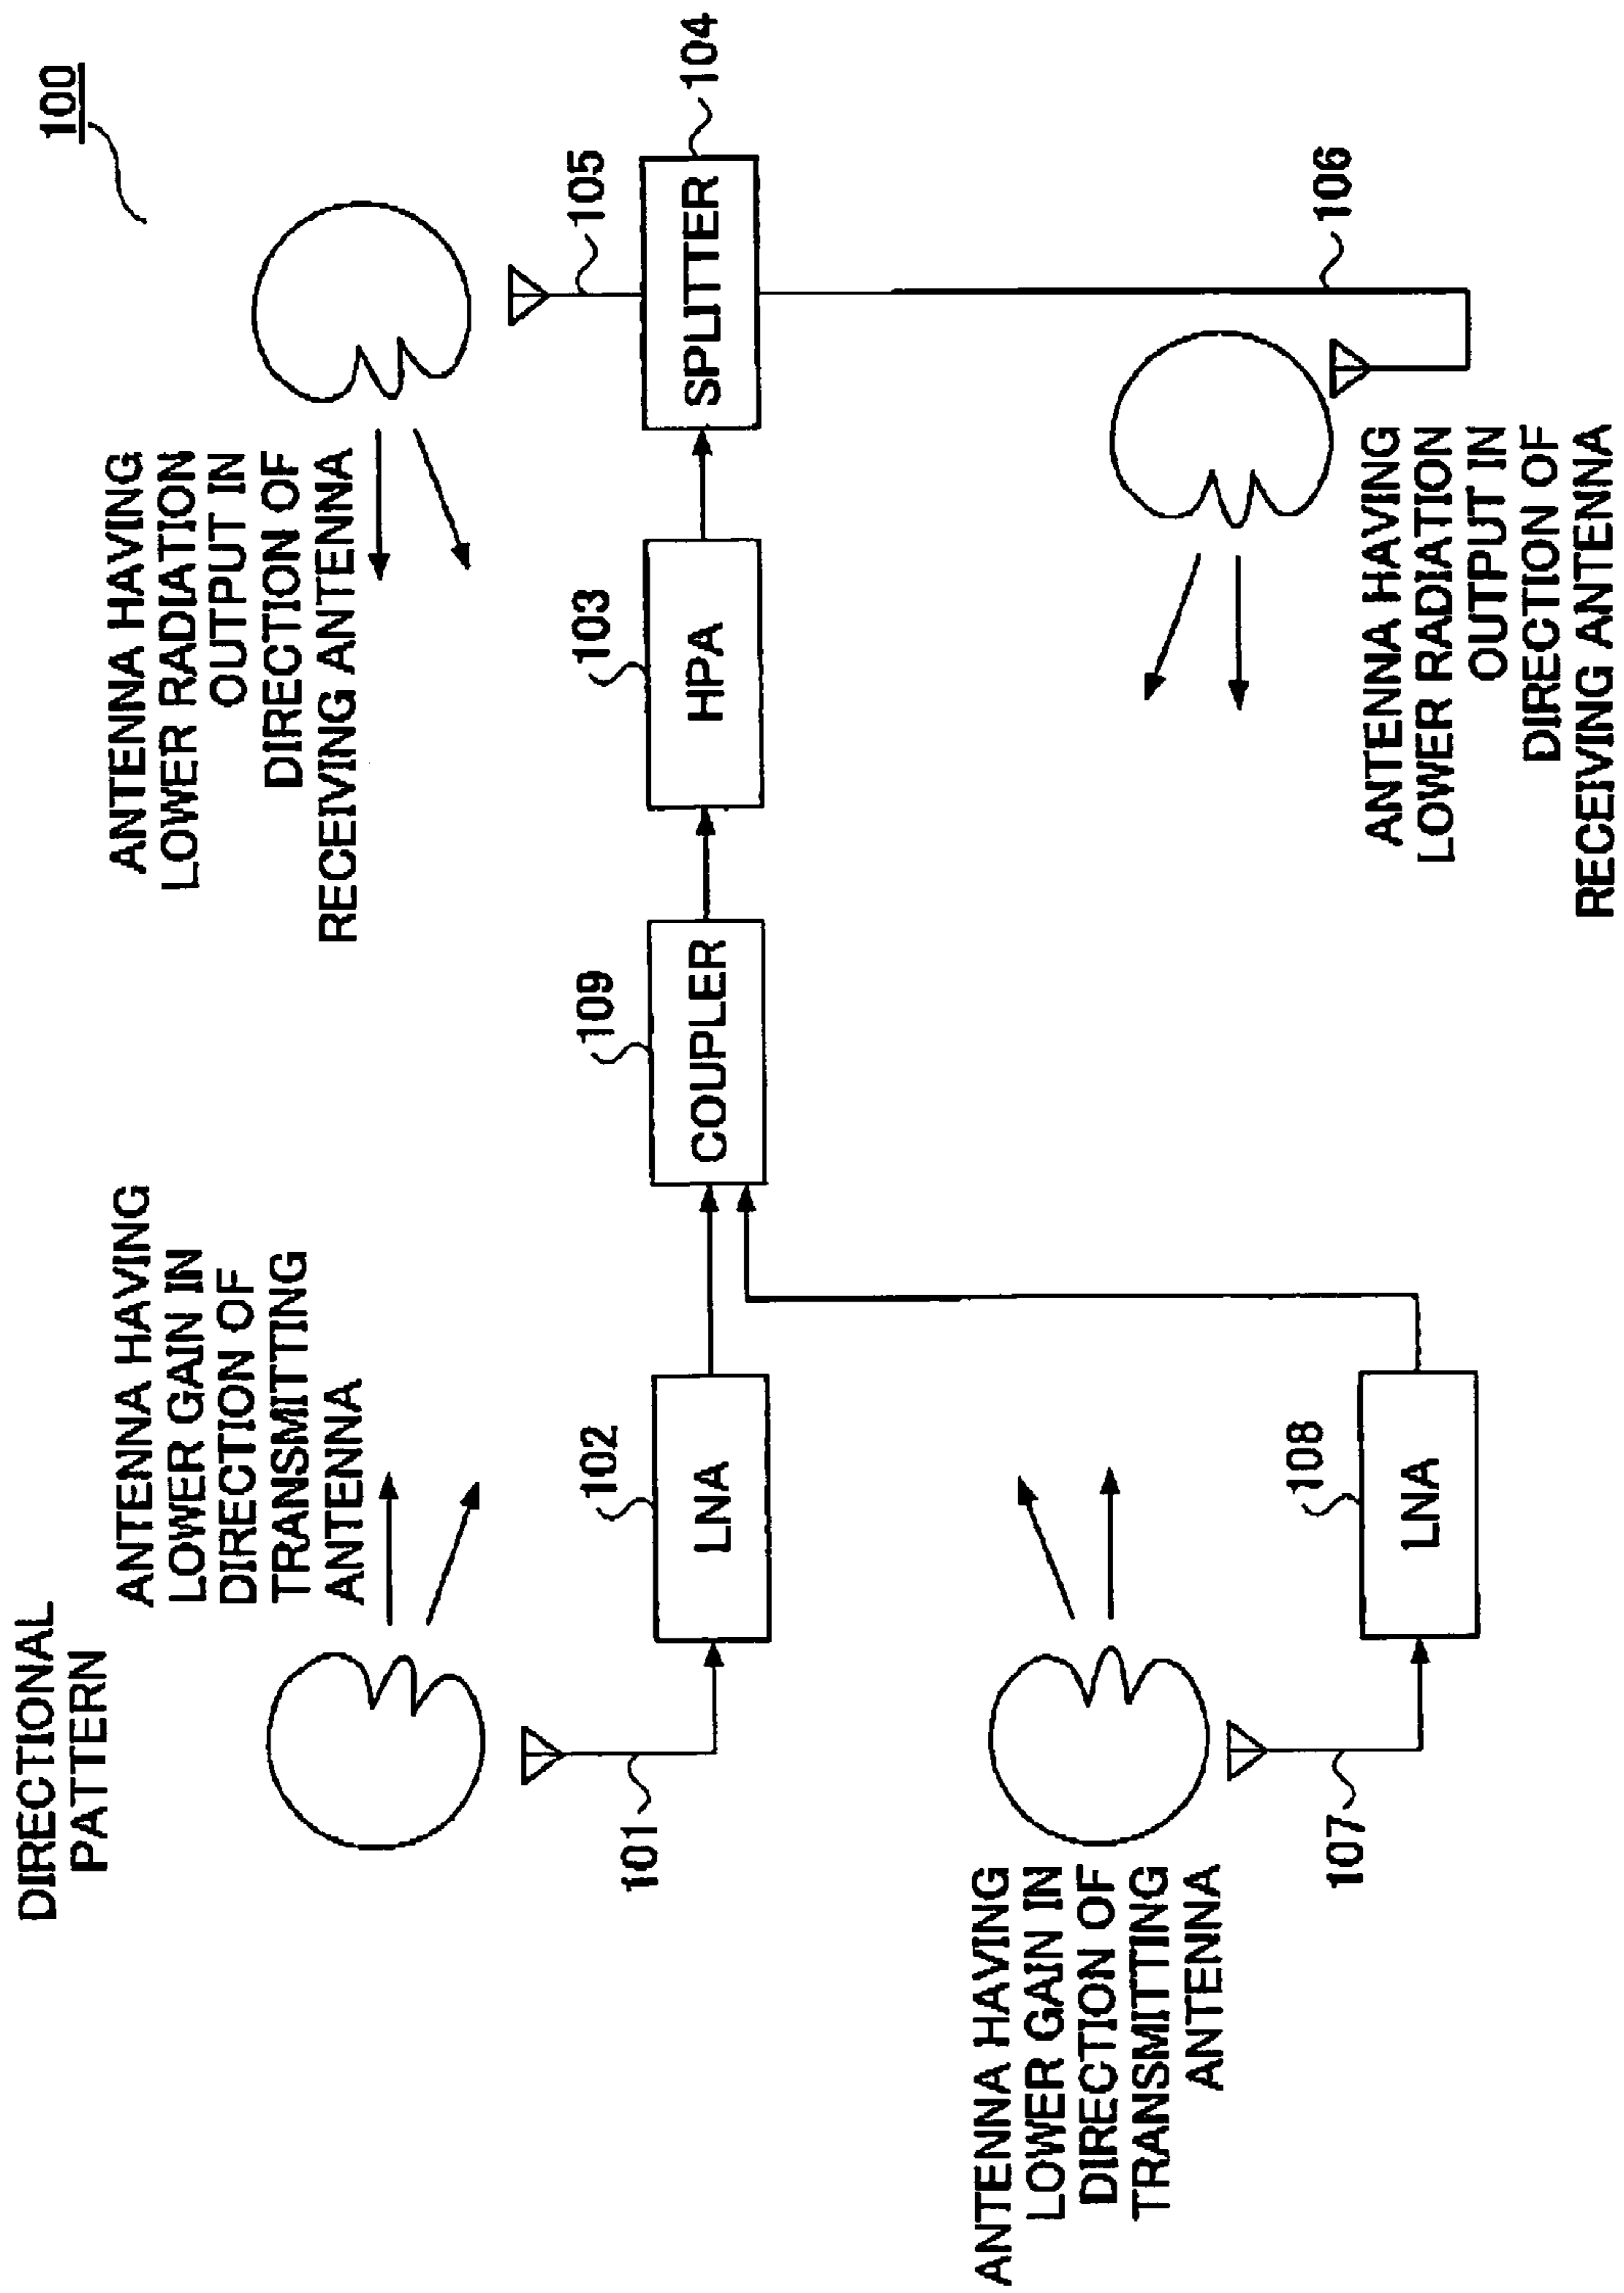 100
DIRECTIONAL
PATTERN
ANTENNA HAVING
LOWER GAIN IN
DIRECTION OF
TRANSMITTING
ANTENNA
ANTENNA HAVING
LOWER RADIATION
OUTPUT IN
DIRECTION OF
RECEIVING ANTENNA
101
102
LNA
109
COUPLER
103
HPA
105
SPLITTER
104
ANTENNA HAVING
LOWER GAIN IN
DIRECTION OF
TRANSMITTING
ANTENNA
107
108
LNA
106
ANTENNA HAVING
LOWER RADIATION
OUTPUT IN
DIRECTION OF
RECEIVING ANTENNA